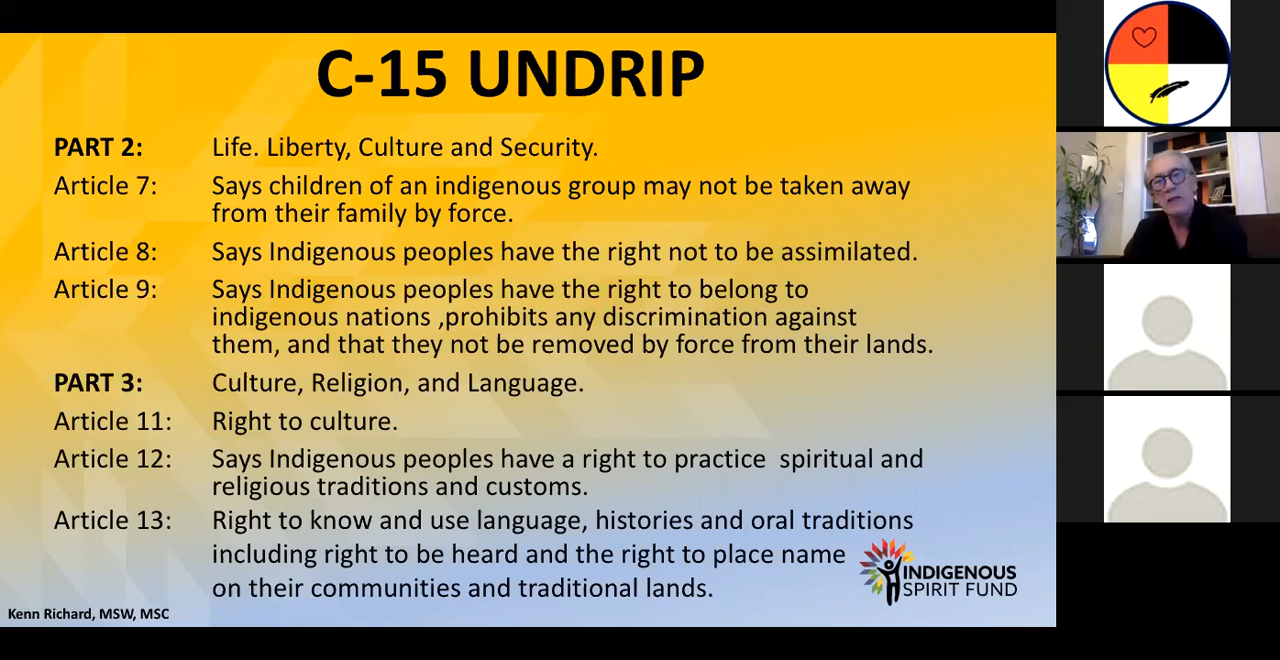 C-15 UNDRIP
PART 2: Life. Liberty, Culture and Security.
Article 7: Says children of an indigenous group may not be taken away
from their family by force.
Article 8: Says Indigenous peoples have the right not to be assimilated.
Article 9: Says Indigenous peoples have the right to belong to
indigenous nations ,prohibits any discrimination against
them, and that they not be removed by force from their lands.
PART 3: Culture, Religion, and Language.
Article 11: Right to culture.
Article 12: Says Indigenous peoples have a right to practice  spiritual and
religious traditions and customs.
Article 13: Right to know and use language, histories and oral traditions
including right to be heard and the right to place name
on their communities and traditional lands.
INDIGENOUS
SPIRIT FUND
Kenn Richard, MSW, MSC